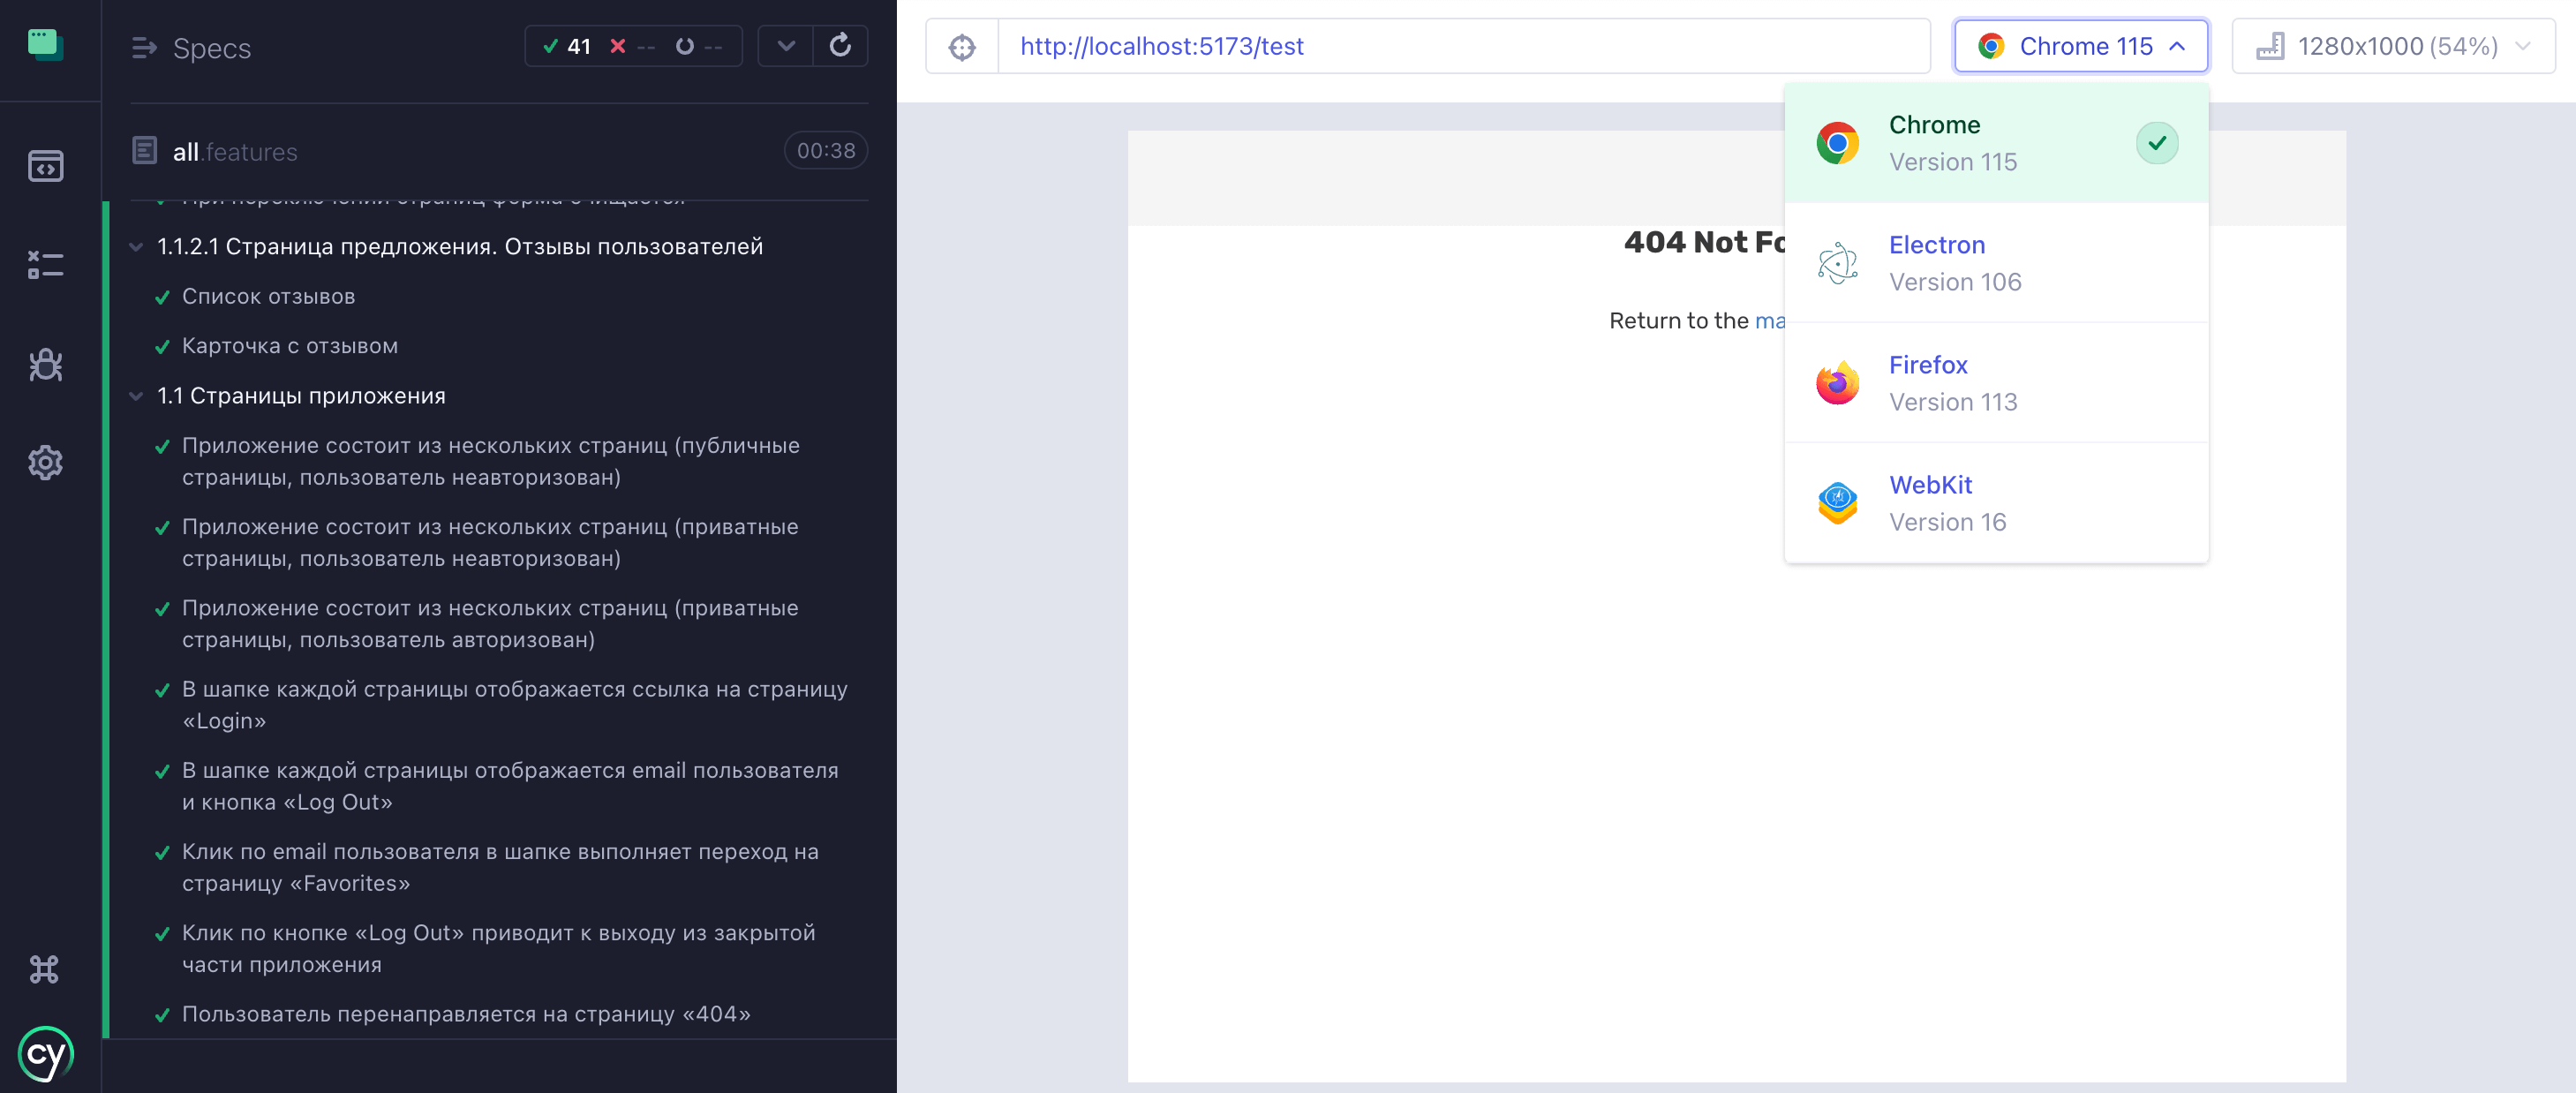 Specs
41 -- --
all.features
00:38
При переключении страниц форма очищается
1.1.2.1 Страница предложения. Отзывы пользователей
Список отзывов
Карточка с отзывом
1.1 Страницы приложения
Приложение состоит из нескольких страниц (публичные
страницы, пользователь неавторизован)
Приложение состоит из нескольких страниц (приватные
страницы, пользователь неавторизован)
Приложение состоит из нескольких страниц (приватные
страницы, пользователь авторизован)
В шапке каждой страницы отображается ссылка на страницу
«Login»
В шапке каждой страницы отображается email пользователя
и кнопка «Log Out»
Клик по email пользователя в шапке выполняет переход на
страницу «Favorites»
Клик по кнопке «Log Out» приводит к выходу из закрытой
части приложения
Пользователь перенаправляется на страницу «404»
cy
http://localhost:5173/test
Chrome 115
1280x1000 (54%)
404 Not Fo
Return to the ma
Chrome
Version 115
Electron
Version 106
Firefox
Version 113
WebKit
Version 16